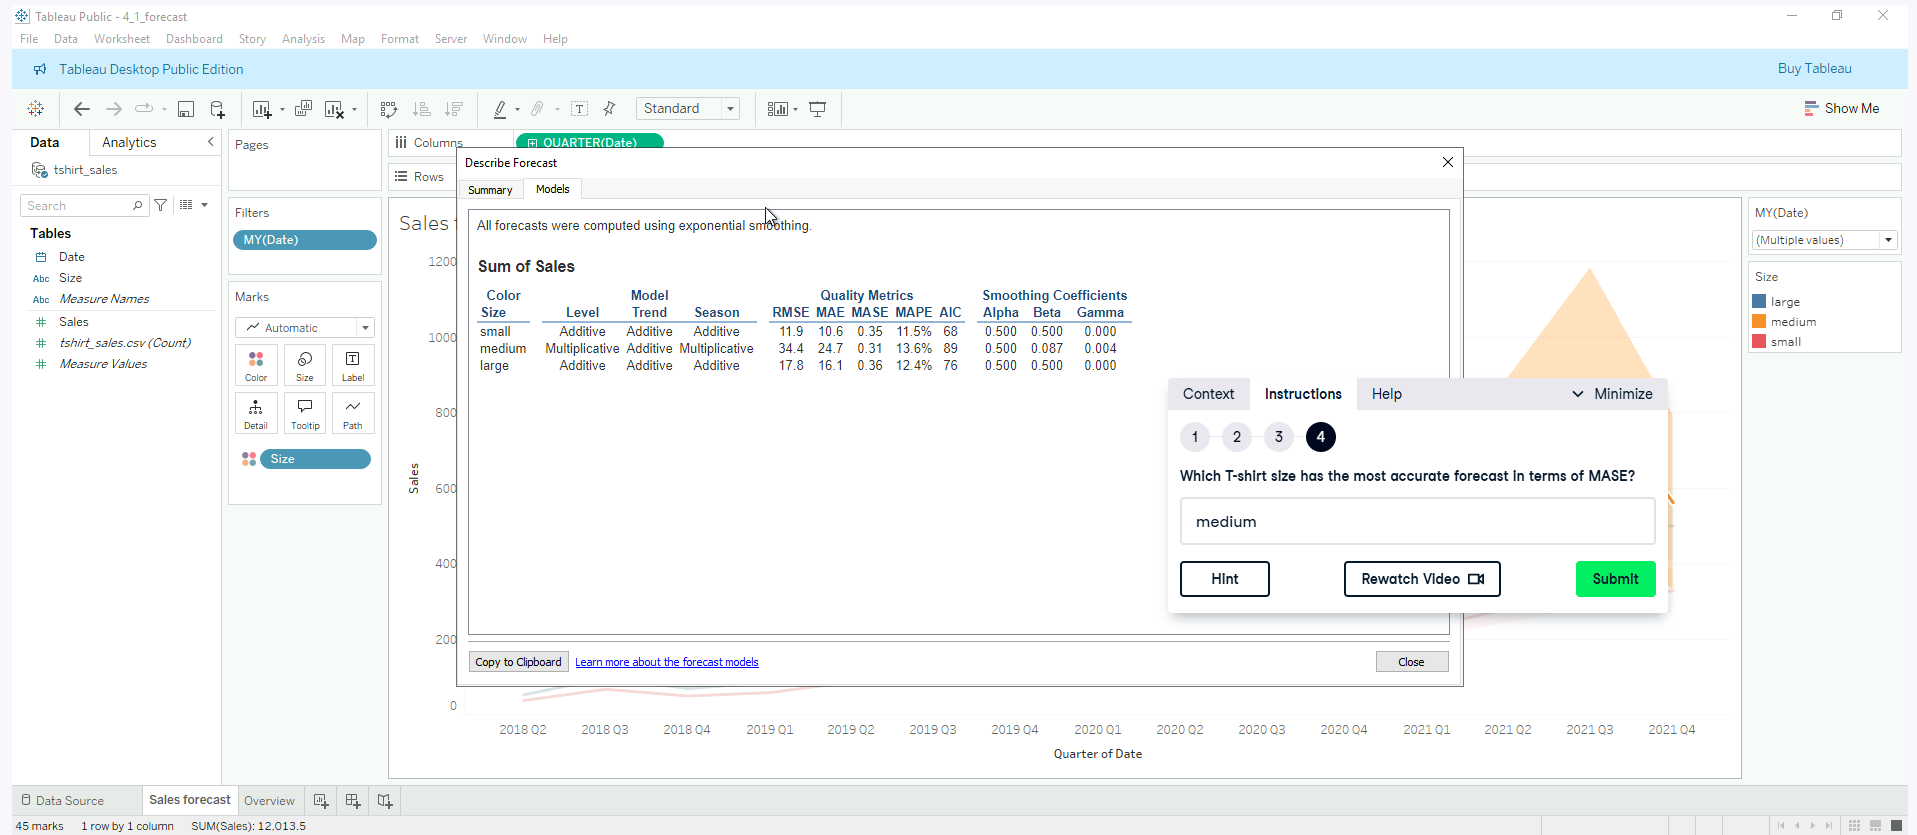 Tableau Public - 4_1_forecast
File Data Worksheet Dashboard Story Analysis Map Format Server Window Help
Tableau Desktop Public Edition
Buy Tableau
Standard
Show Me
Data Analytics
tshirt_sales
Search
Tables
Date
Abc Size
Abc Measure Names
Sales
tshirt_sales.csv (Count)
Measure Values
Pages
Filters
MY(Date)
Marks
Automatic
Color Size Label
Detail Tooltip Path
Size
Columns QUARTER(Date)
Rows
Sales
1200
1000
800
600
400
200
0
Sales
2018 Q2 2018 Q3 2018 Q4 2019 Q1 2019 Q2 2019 Q3 2019 Q4 2020 Q1 2020 Q2 2020 Q3 2020 Q4 2021 Q1 2021 Q2 2021 Q3 2021 Q4
Quarter of Date
Describe Forecast
Summary Models
All forecasts were computed using exponential smoothing.
Sum of Sales
Color Model Quality Metrics Smoothing Coefficients
Size Level Trend Season RMSE MAE MASE MAPE AIC Alpha Beta Gamma
small Additive Additive Additive 11.9 10.6 0.35 11.5% 68 0.500 0.500 0.000
medium Multiplicative Additive Multiplicative 34.4 24.7 0.31 13.6% 89 0.500 0.087 0.004
large Additive Additive Additive 17.8 16.1 0.36 12.4% 76 0.500 0.500 0.000
Copy to Clipboard Learn more about the forecast models Close
Context Instructions Help Minimize
1 2 3 4
Which T-shirt size has the most accurate forecast in terms of MASE?
medium
Hint Rewatch Video Submit
MY(Date)
(Multiple values)
Size
large
medium
small
Data Source Sales forecast Overview
45 marks 1 row by 1 column SUM(Sales): 12,013.5